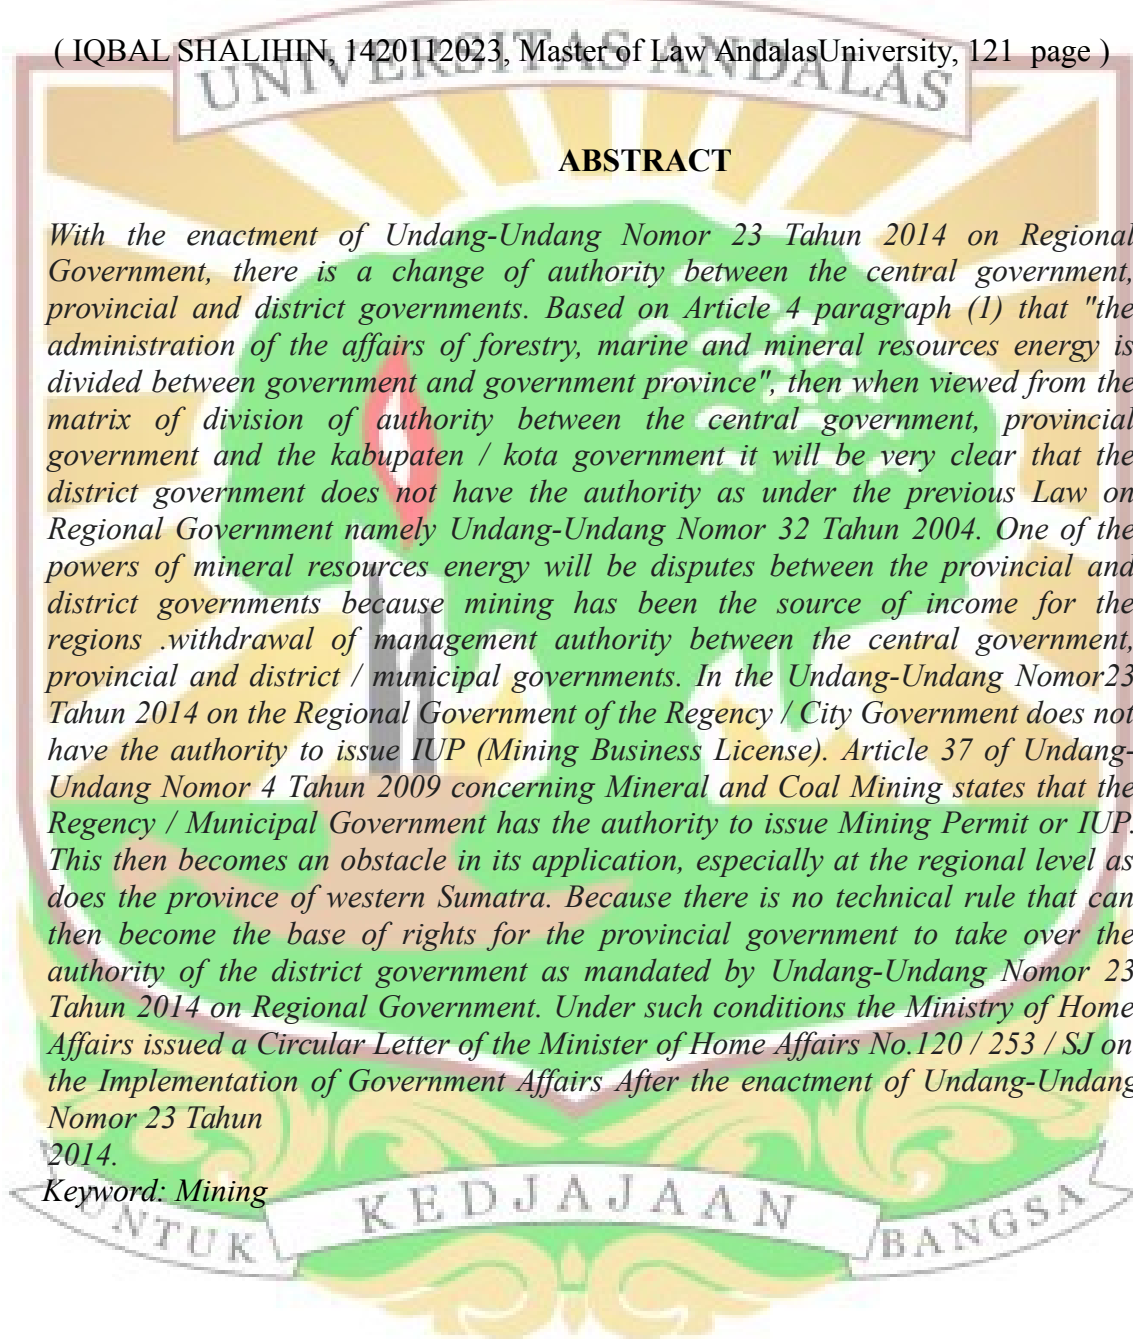 ( IQBAL SHALIHIN, 1420112023, Master of Law AndalasUniversity, 121 page )
UNIVERSITAS ANDALAS
ABSTRACT
With the enactment of Undang-Undang Nomor 23 Tahun 2014 on Regional
Government, there is a change of authority between the central government,
provincial and district governments. Based on Article 4 paragraph (1) that "the
administration of the affairs of forestry, marine and mineral resources energy is
divided between government and government province", then when viewed from the
matrix of division of authority between the central government, provincial
government and the kabupaten / kota government it will be very clear that the
district government does not have the authority as under the previous Law on
Regional Government namely Undang-Undang Nomor 32 Tahun 2004. One of the
powers of mineral resources energy will be disputes between the provincial and
district governments because mining has been the source of income for the
regions .withdrawal of management authority between the central government,
provincial and district / municipal governments. In the Undang-Undang Nomor23
Tahun 2014 on the Regional Government of the Regency / City Government does not
have the authority to issue IUP (Mining Business License). Article 37 of Undang-
Undang Nomor 4 Tahun 2009 concerning Mineral and Coal Mining states that the
Regency / Municipal Government has the authority to issue Mining Permit or IUP.
This then becomes an obstacle in its application, especially at the regional level as
does the province of western Sumatra. Because there is no technical rule that can
then become the base of rights for the provincial government to take over the
authority of the district government as mandated by Undang-Undang Nomor 23
Tahun 2014 on Regional Government. Under such conditions the Ministry of Home
Affairs issued a Circular Letter of the Minister of Home Affairs No.120 / 253 / SJ on
the Implementation of Government Affairs After the enactment of Undang-Undang
Nomor 23 Tahun
2014.
Keyword: Mining
UNTUK KEDJAJAAN BANGSA